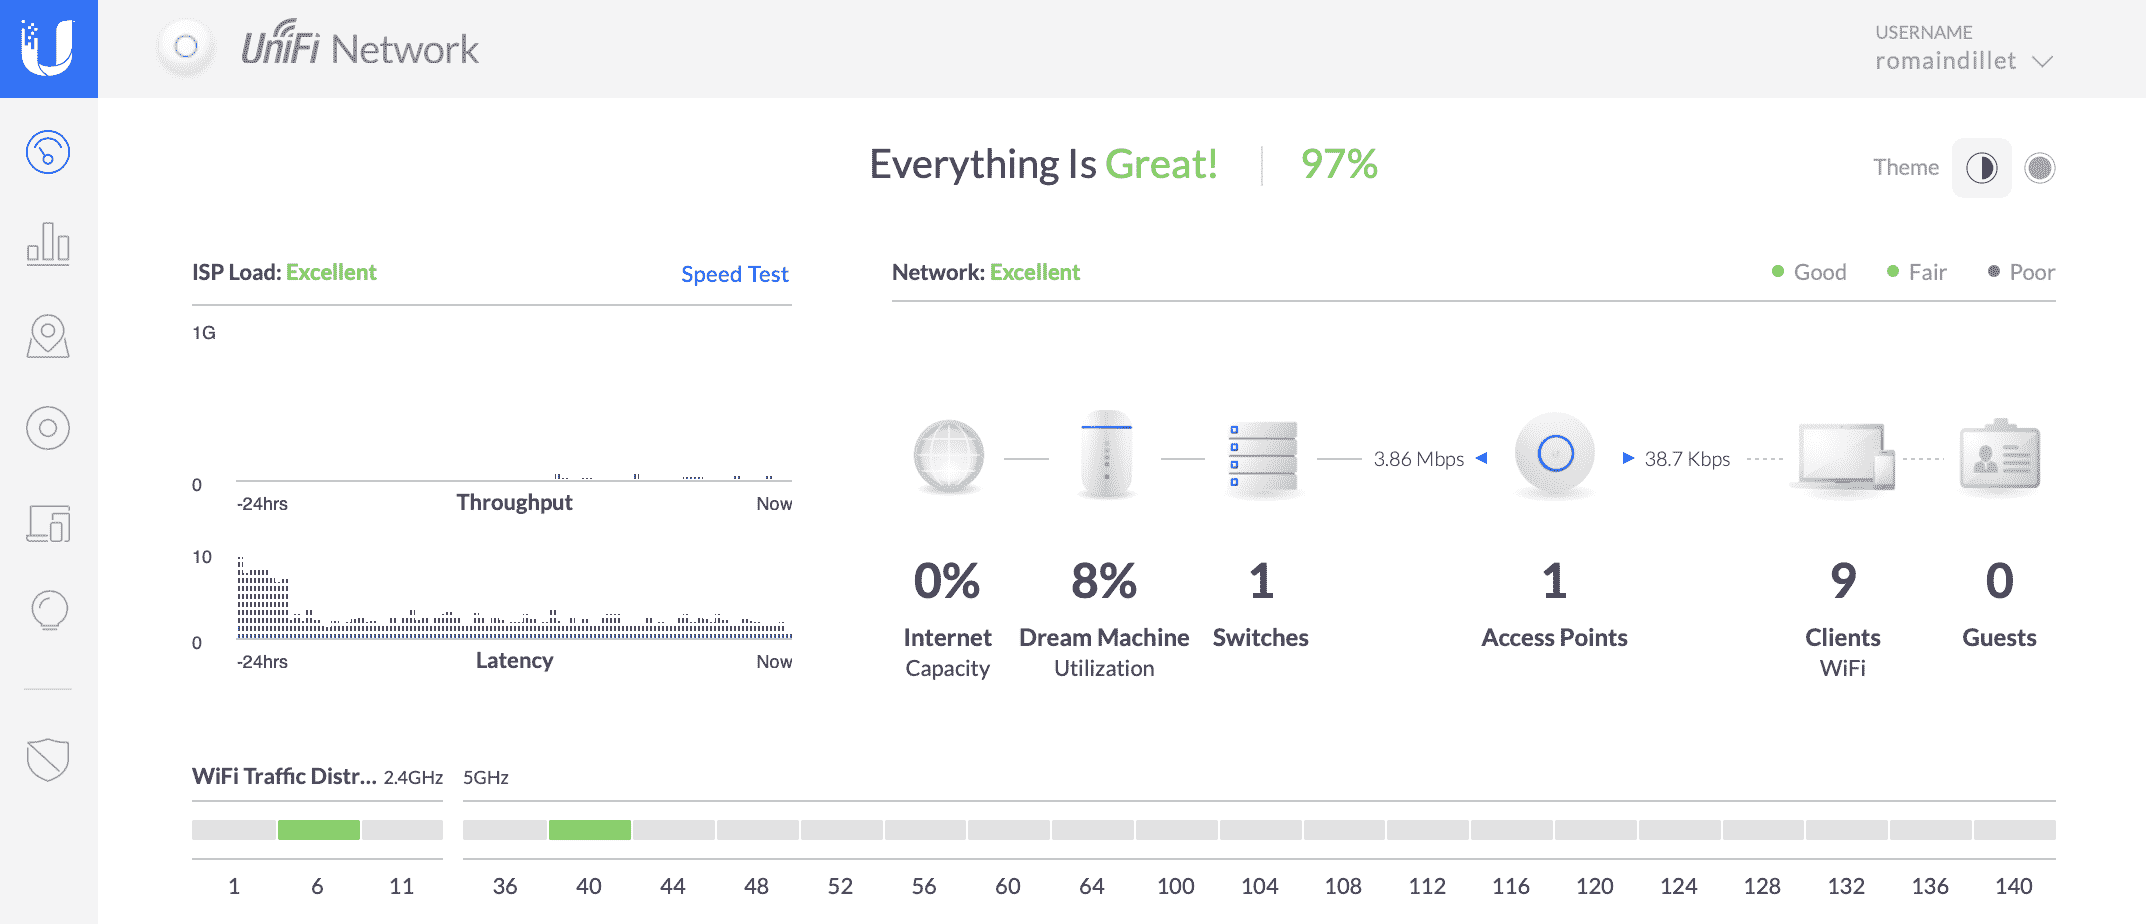 UniFi Network
USERNAME
romaindillet
Everything Is Great! 97%
Theme
ISP Load: Excellent
Speed Test
1G
0
-24hrs
Throughput
Now
10
0
-24hrs
Latency
Now
Network: Excellent
Good
Fair
Poor
3.86 Mbps
38.7 Kbps
0%
Internet
Capacity
8%
Dream Machine
Utilization
1
Switches
1
Access Points
9
Clients
WiFi
0
Guests
WiFi Traffic Distr... 2.4GHz
5GHz
1 6 11
36 40 44 48 52 56 60 64 100 104 108 112 116 120 124 128 132 136 140